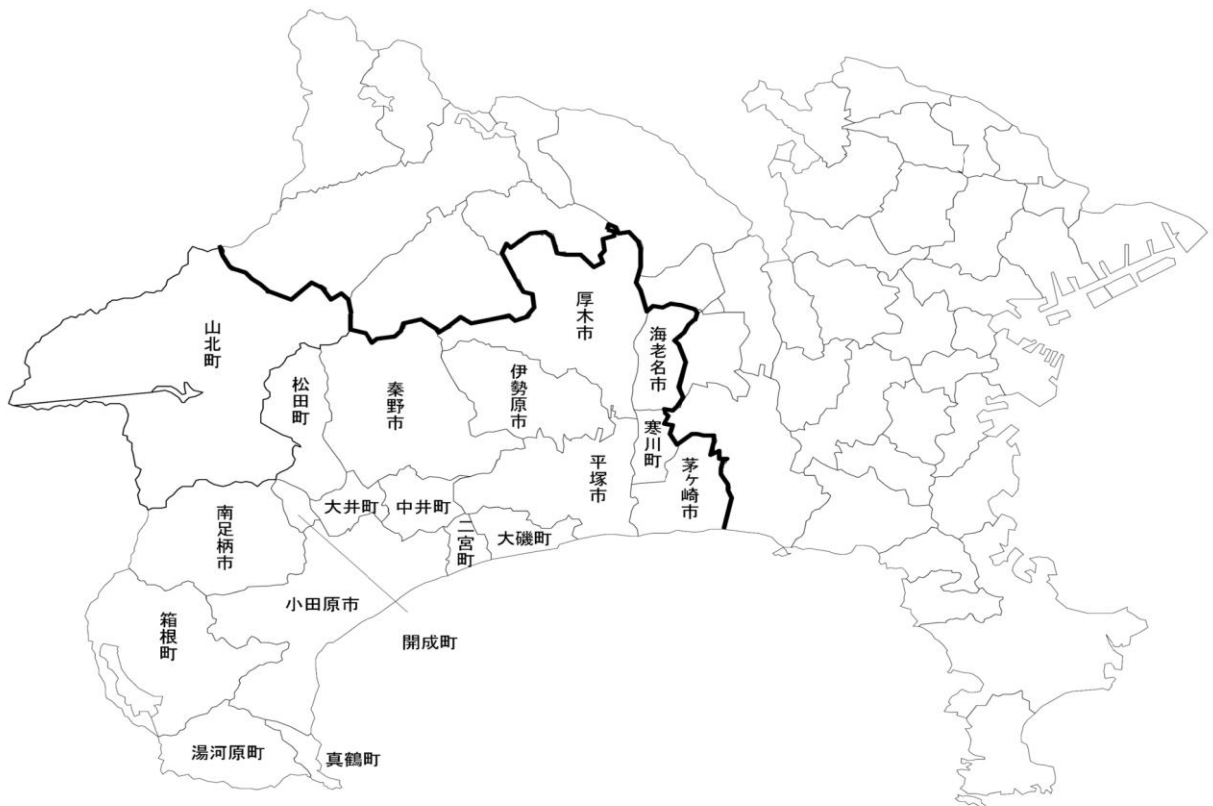 厚木市
山北町
海老名市
松田町
秦野市
伊勢原市
寒川町
茅ヶ崎市
平塚市
大井町
中井町
南足柄市
二宮町
大磯町
小田原市
箱根町
開成町
湯河原町
真鶴町